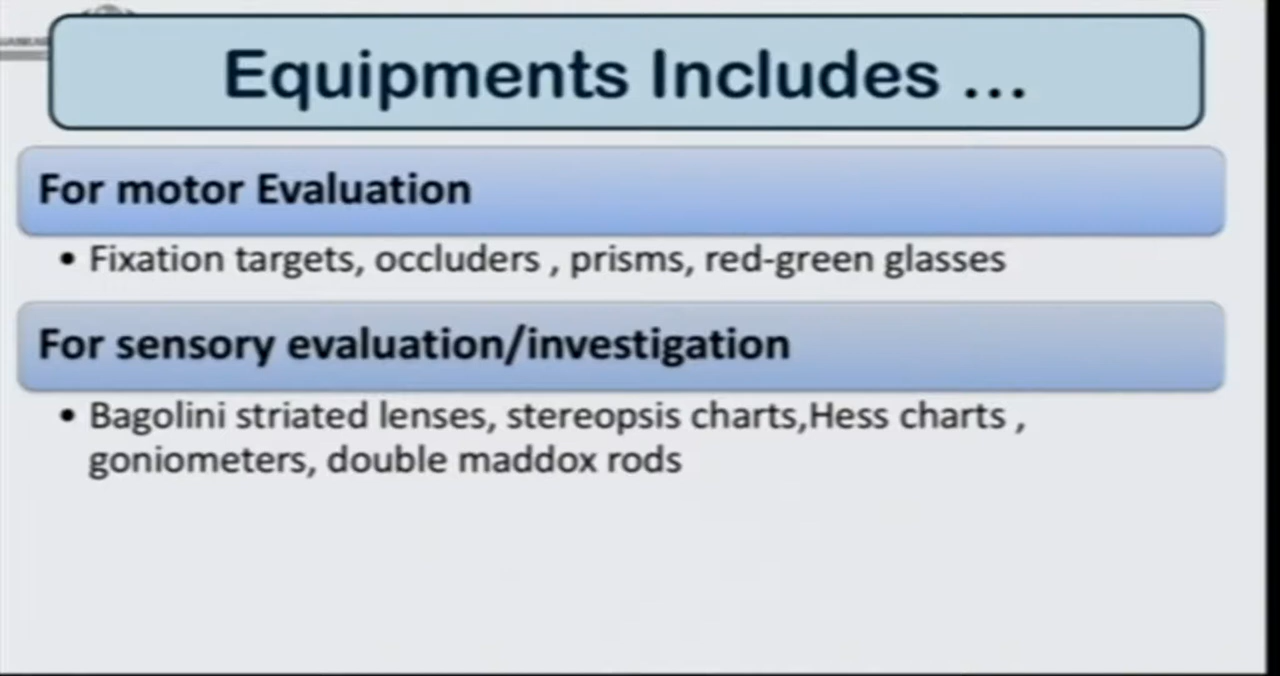 Equipments Includes ...
For motor Evaluation
• Fixation targets, occluders , prisms, red-green glasses
For sensory evaluation/investigation
• Bagolini striated lenses, stereopsis charts,Hess charts ,
goniometers, double maddox rods